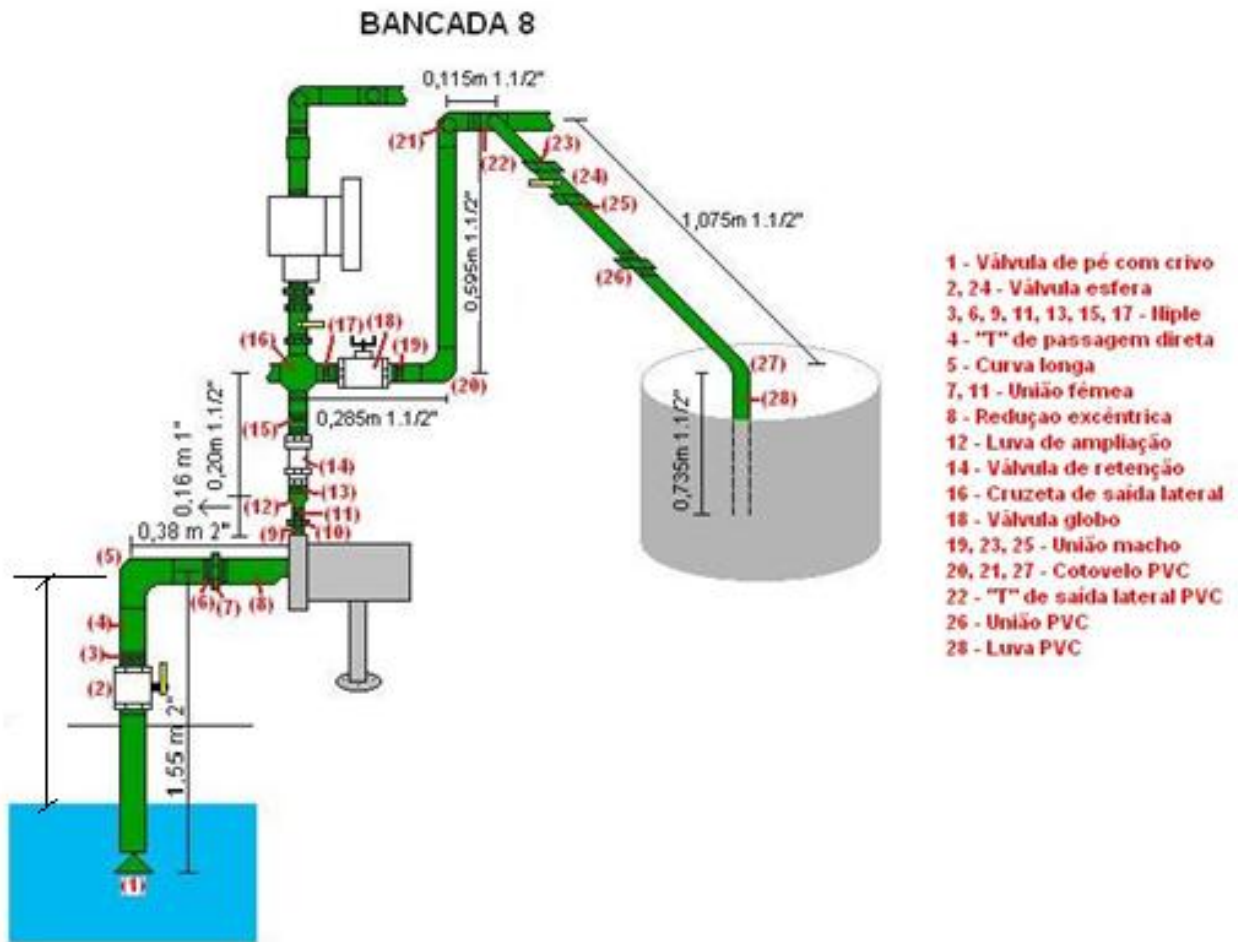 BANCADA 8
0,115m 1.1/2"
(21)
(22)
(23)
(24)
(25)
(26)
1,075m 1.1/2"
0,595m 1.1/2"
(16)
(17)
(18)
(19)
(20)
0,285m 1.1/2"
(15)
(14)
(13)
(12)
(11)
(10)
(9)
0,20m 1.1/2"
0,16 m 1"
0,38 m 2"
(5)
(6)
(7)
(8)
(4)
(3)
(2)
1,55 m 2"
(1)
(27)
(28)
0,735m 1.1/2"
1 - Válvula de pé com crivo
2, 24 - Válvula esfera
3, 6, 9, 11, 13, 15, 17 - Niple
4 - "T" de passagem direta
5 - Curva longa
7, 11 - União fémea
8 - Reduçao excéntrica
12 - Luva de ampliação
14 - Válvula de retenção
16 - Cruzeta de saída lateral
18 - Válvula globo
19, 23, 25 - União macho
20, 21, 27 - Cotovelo PVC
22 - "T" de saída lateral PVC
26 - União PVC
28 - Luva PVC